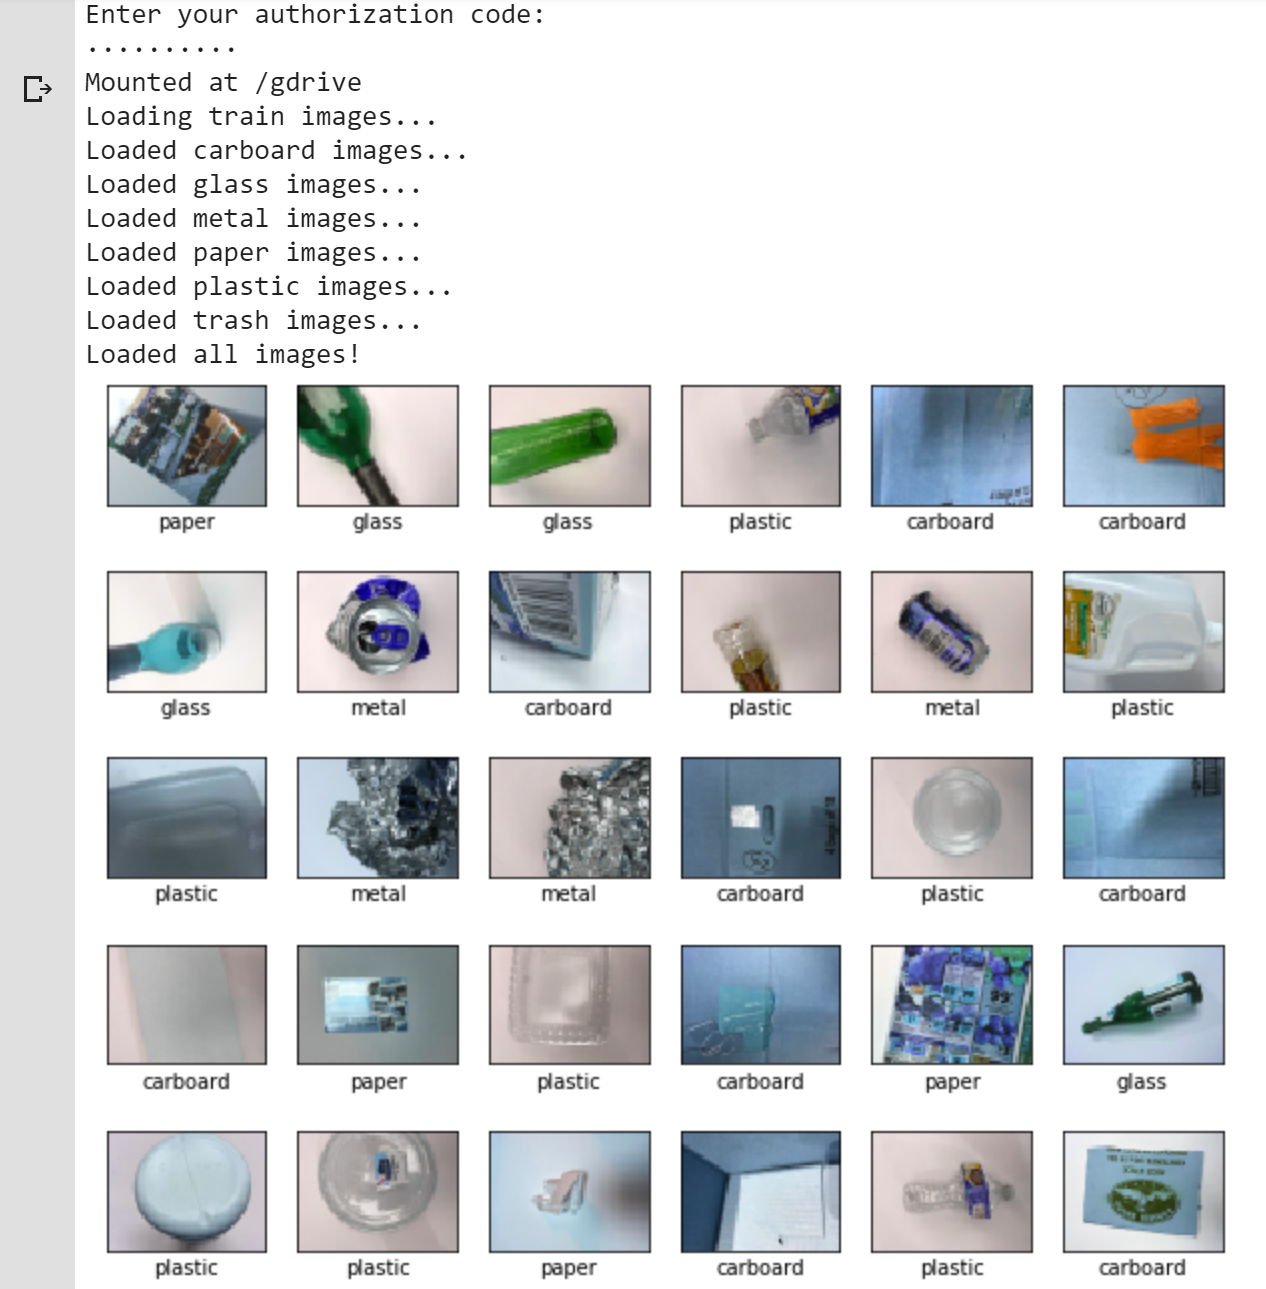 Enter your authorization code:
··········
Mounted at /gdrive
Loading train images...
Loaded carboard images...
Loaded glass images...
Loaded metal images...
Loaded paper images...
Loaded plastic images...
Loaded trash images...
Loaded all images!
paper glass glass plastic carboard carboard
glass metal carboard plastic metal plastic
plastic metal metal carboard plastic carboard
carboard paper plastic carboard paper glass
plastic plastic paper carboard plastic carboard